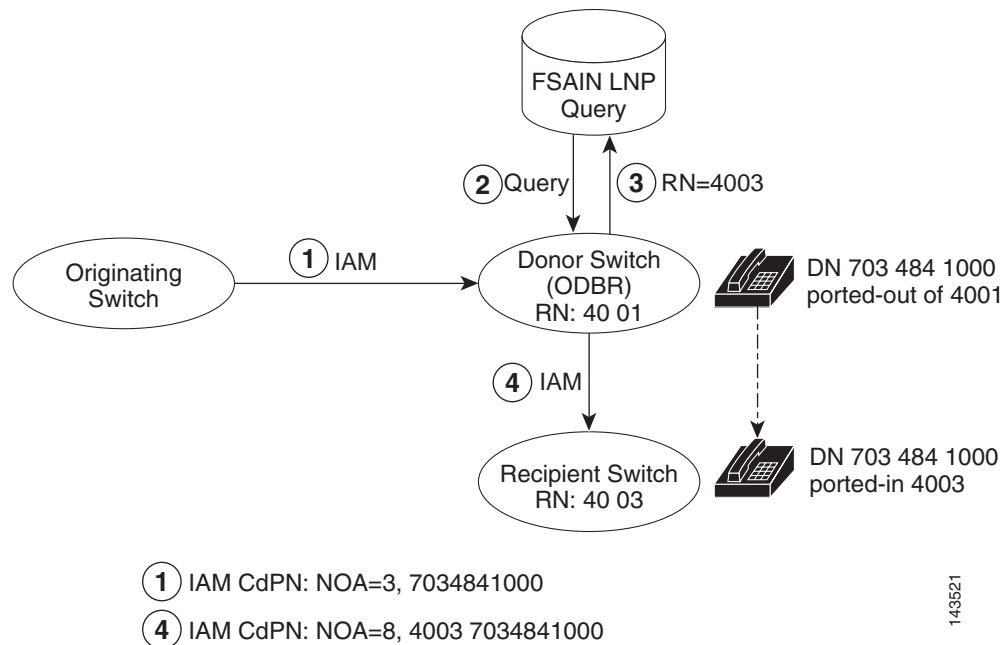 FSAIN LNP
Query
2 Query
3 RN=4003
1 IAM
Originating
Switch
Donor Switch
(ODBR)
RN: 40 01
DN 703 484 1000
ported-out of 4001
4 IAM
Recipient Switch
RN: 40 03
DN 703 484 1000
ported-in 4003
1 IAM CdPN: NOA=3, 7034841000
4 IAM CdPN: NOA=8, 4003 7034841000
143521